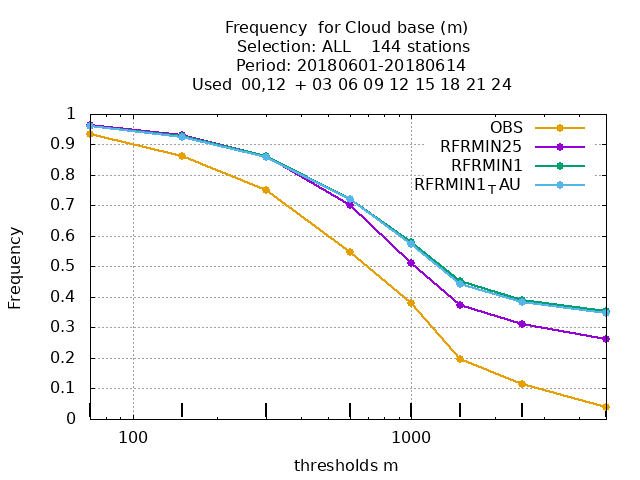 Frequency  for Cloud base (m)
Selection: ALL    144 stations
Period: 20180601-20180614
Used  00,12  + 03 06 09 12 15 18 21 24
1
0.9
0.8
0.7
0.6
0.5
0.4
0.3
0.2
0.1
0
Frequency
OBS
RFRMIN25
RFRMIN1
RFRMIN1TAU
100
1000
thresholds m